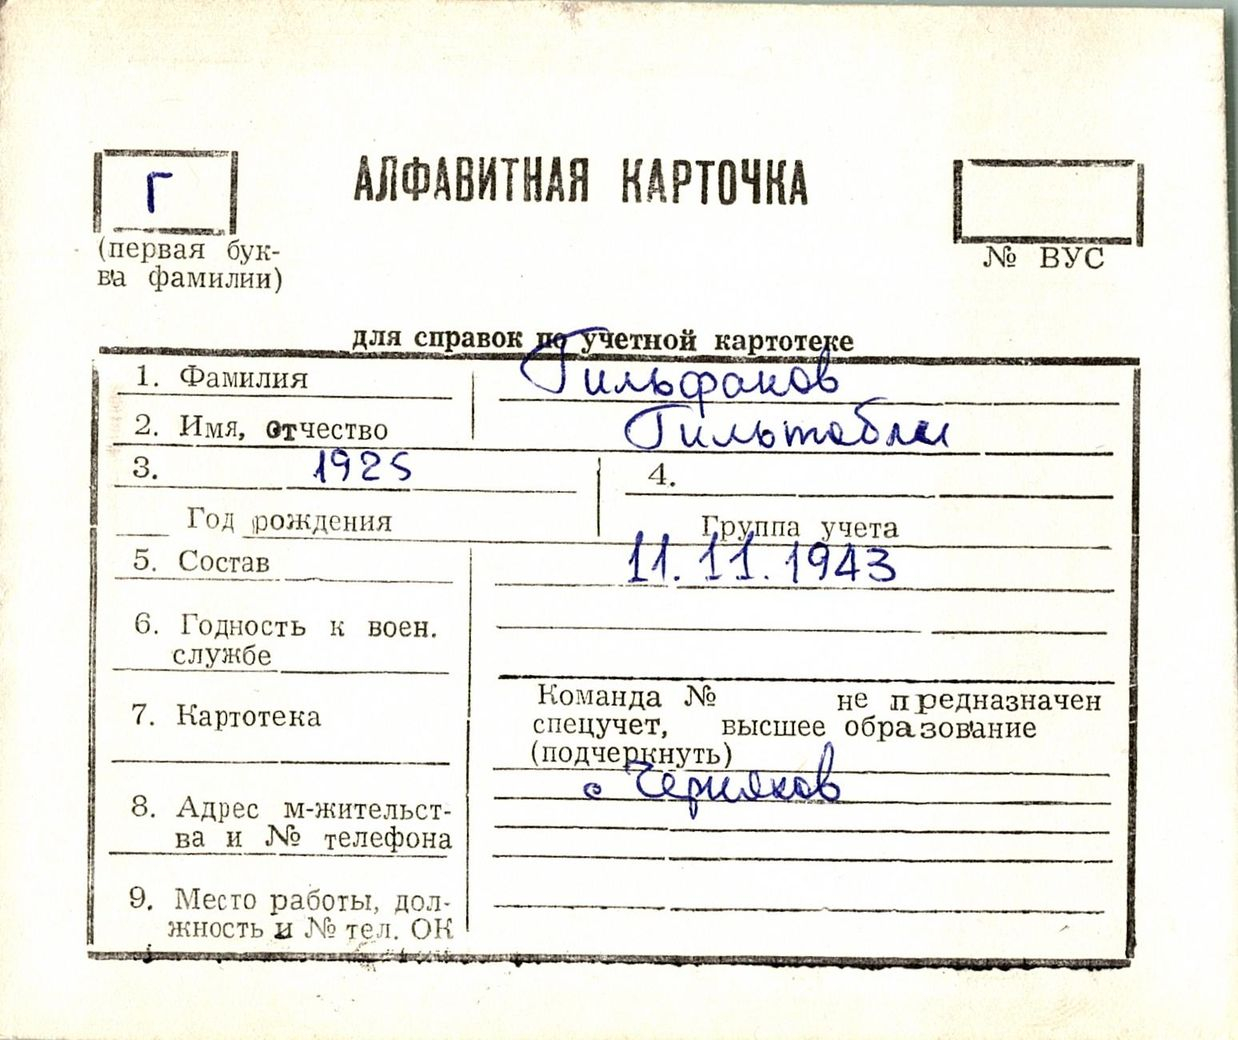 Г
АЛФАВИТНАЯ КАРТОЧКА
(первая бук-
ва фамилии)
№ ВУС
для справок по учетной картотеке
1. Фамилия Гильфанов
2. Имя, отчество Гильтабли
3. 1925 4.
Год рождения Группа учета
5. Состав 11.11.1943
6. Годность к воен.
службе
7. Картотека
Команда № не предназначен
спецучет, высшее образование
(подчеркнуть)
8. Адрес м-жительст-
ва и № телефона
с Черняков
9. Место работы, дол-
жность и № тел. ОК